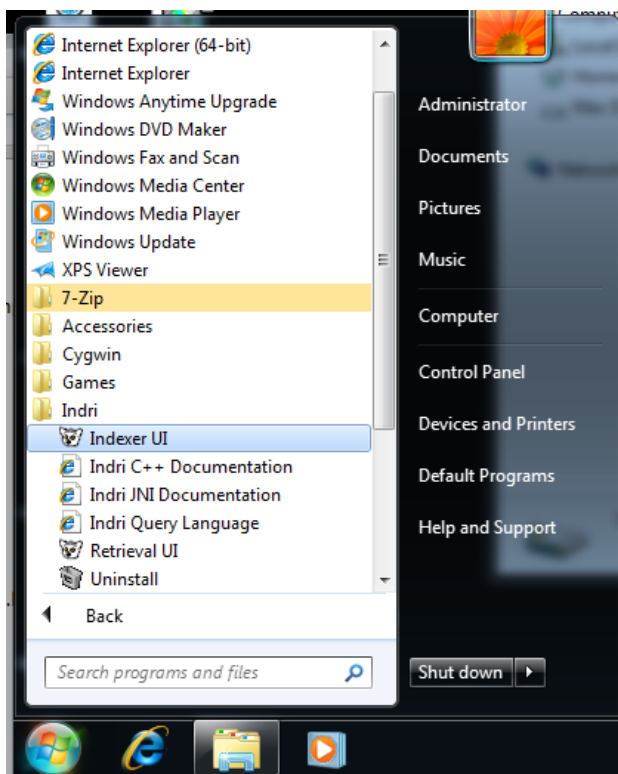 Internet Explorer (64-bit)
Internet Explorer
Windows Anytime Upgrade
Windows DVD Maker
Windows Fax and Scan
Windows Media Center
Windows Media Player
Windows Update
XPS Viewer
7-Zip
Accessories
Cygwin
Games
Indri
Indexer UI
Indri C++ Documentation
Indri JNI Documentation
Indri Query Language
Retrieval UI
Uninstall
Back
Search programs and files
Administrator
Documents
Pictures
Music
Computer
Control Panel
Devices and Printers
Default Programs
Help and Support
Shut down